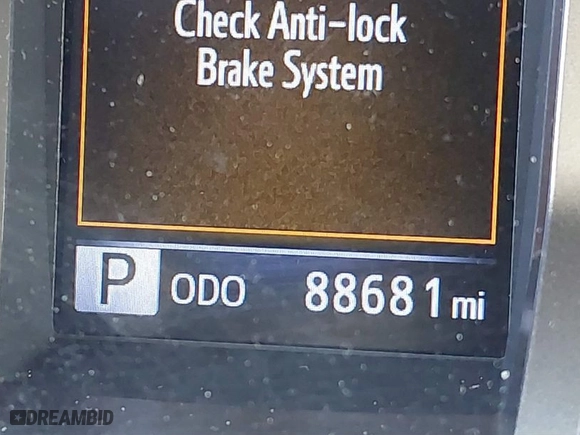 Check Anti-lock
Brake System
P ODO 88681 mi
DREAMBID